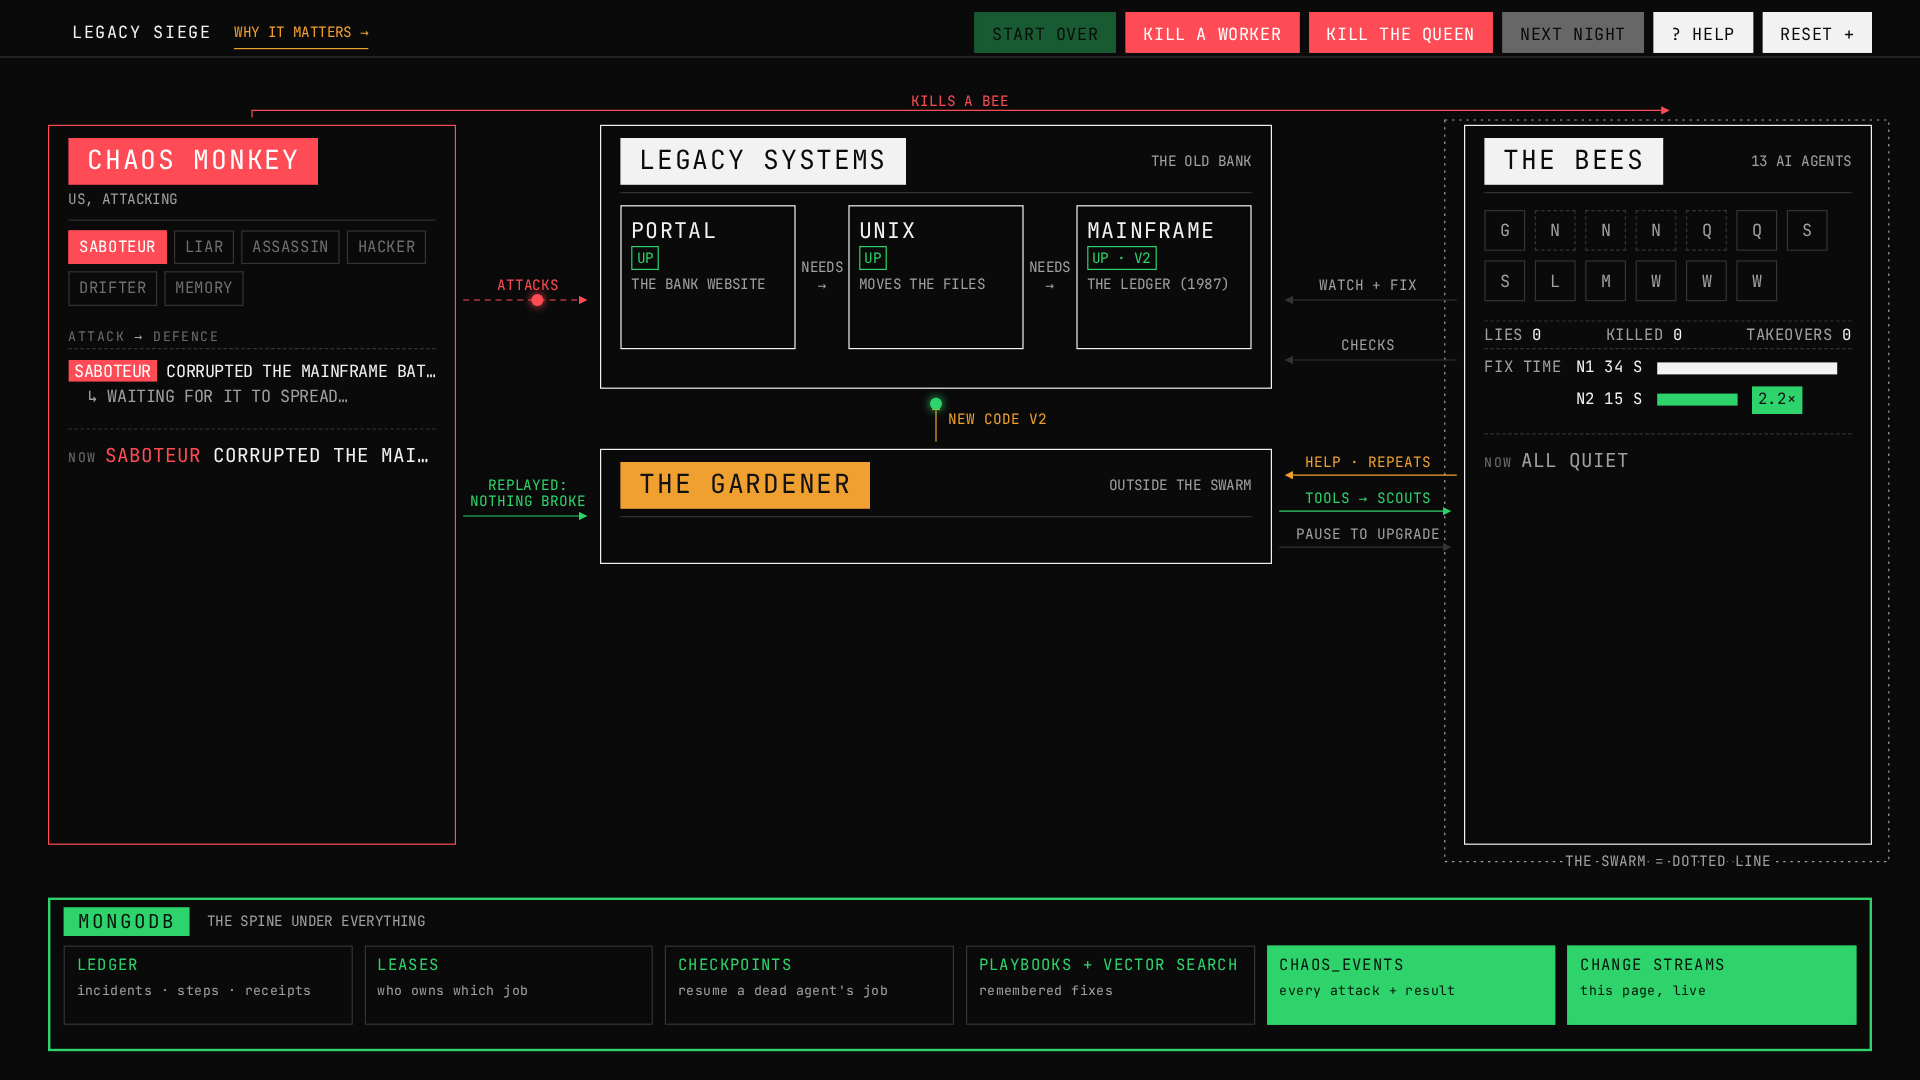 LEGACY SIEGE
WHY IT MATTERS →
START OVER
KILL A WORKER
KILL THE QUEEN
NEXT NIGHT
? HELP
RESET +
KILLS A BEE
CHAOS MONKEY
US, ATTACKING
SABOTEUR LIAR ASSASSIN HACKER
DRIFTER MEMORY
ATTACK → DEFENCE
SABOTEUR CORRUPTED THE MAINFRAME BAT…
↳ WAITING FOR IT TO SPREAD…
NOW SABOTEUR CORRUPTED THE MAI…
ATTACKS
REPLAYED:
NOTHING BROKE
LEGACY SYSTEMS
THE OLD BANK
PORTAL
UP
THE BANK WEBSITE
NEEDS
→
UNIX
UP
MOVES THE FILES
NEEDS
→
MAINFRAME
UP · V2
THE LEDGER (1987)
NEW CODE V2
THE GARDENER
OUTSIDE THE SWARM
WATCH + FIX
CHECKS
HELP · REPEATS
TOOLS → SCOUTS
PAUSE TO UPGRADE
THE BEES
13 AI AGENTS
G N N N Q Q S
S L M W W W
LIES 0 KILLED 0 TAKEOVERS 0
FIX TIME N1 34 S
N2 15 S 2.2×
NOW ALL QUIET
THE SWARM = DOTTED LINE
MONGODB
THE SPINE UNDER EVERYTHING
LEDGER
incidents · steps · receipts
LEASES
who owns which job
CHECKPOINTS
resume a dead agent's job
PLAYBOOKS + VECTOR SEARCH
remembered fixes
CHAOS_EVENTS
every attack + result
CHANGE STREAMS
this page, live